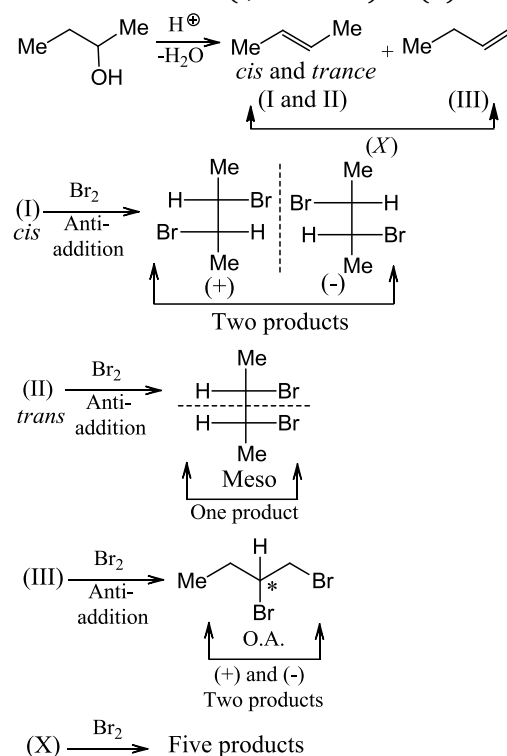 Me Me H⊕ Me Me Me
OH -H₂O + 
cis and trance
(I and II) (III)
(X)
(I) Br₂ Me Me
cis Anti- H Br Br H
addition Br H H Br
Me Me
(+) (-)
Two products
(II) Br₂ Me
trans Anti- H Br
addition H Br
Me
Meso
One product
(III) Br₂ H
Anti- Me * Br
addition Br
O.A.
(+) and (-)
Two products
(X) Br₂ Five products